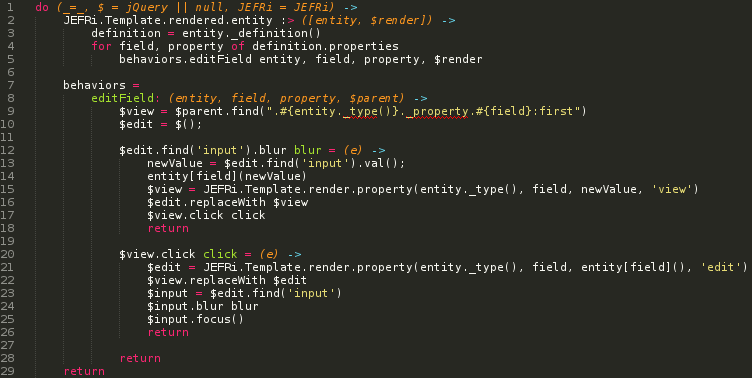 1 do (_=_, $ = jQuery || null, JEFRi = JEFRi) ->
2 JEFRi.Template.rendered.entity :> ([entity, $render]) ->
3 definition = entity._definition()
4 for field, property of definition.properties
5 behaviors.editField entity, field, property, $render
6
7 behaviors =
8 editField: (entity, field, property, $parent) ->
9 $view = $parent.find(".#{entity._type()}._property.#{field}:first")
10 $edit = $();
11
12 $edit.find('input').blur blur = (e) ->
13 newValue = $edit.find('input').val();
14 entity[field](newValue)
15 $view = JEFRi.Template.render.property(entity._type(), field, newValue, 'view')
16 $edit.replaceWith $view
17 $view.click click
18 return
19
20 $view.click click = (e) ->
21 $edit = JEFRi.Template.render.property(entity._type(), field, entity[field](), 'edit')
22 $view.replaceWith $edit
23 $input = $edit.find('input')
24 $input.blur blur
25 $input.focus()
26 return
27
28 return
29 return